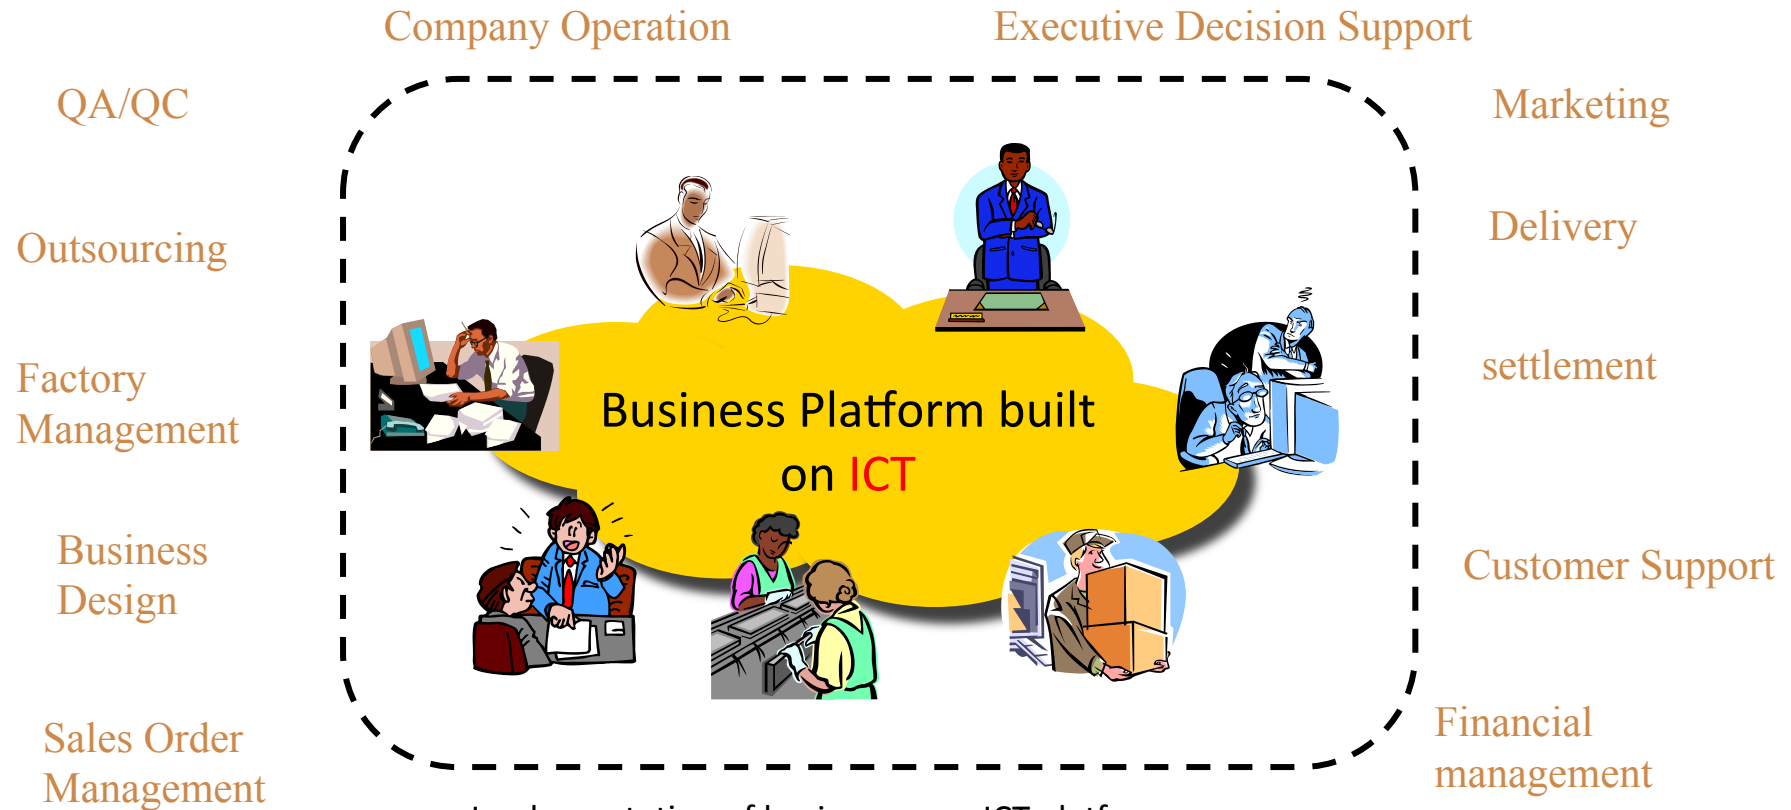 Company Operation
Executive Decision Support
QA/QC
Marketing
Outsourcing
Delivery
Factory
Management
settlement
Business Platform built
on ICT
Business
Design
Customer Support
Sales Order
Management
Financial
management